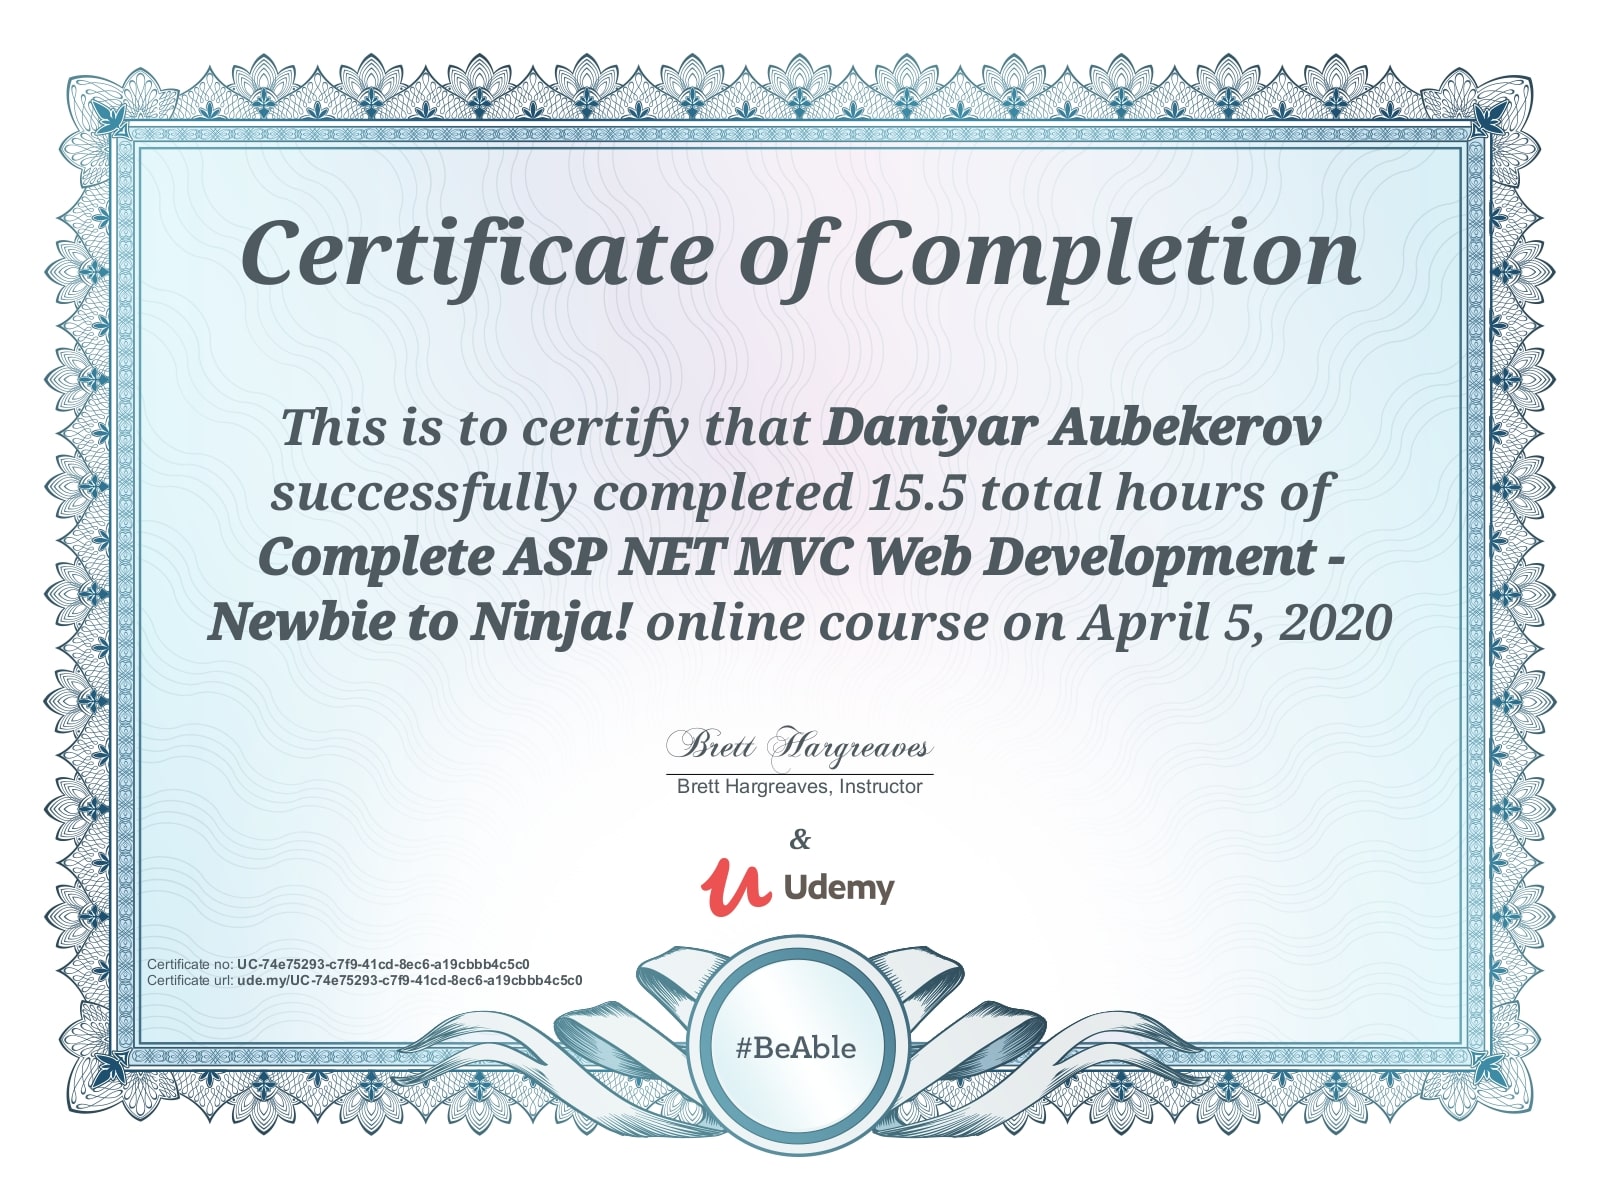 Certificate of Completion
This is to certify that Daniyar Aubekerov
successfully completed 15.5 total hours of
Complete ASP NET MVC Web Development -
Newbie to Ninja! online course on April 5, 2020
Brett Hargreaves
Brett Hargreaves, Instructor
&
Udemy
Certificate no: UC-74e75293-c7f9-41cd-8ec6-a19cbbb4c5c0
Certificate url: ude.my/UC-74e75293-c7f9-41cd-8ec6-a19cbbb4c5c0
#BeAble